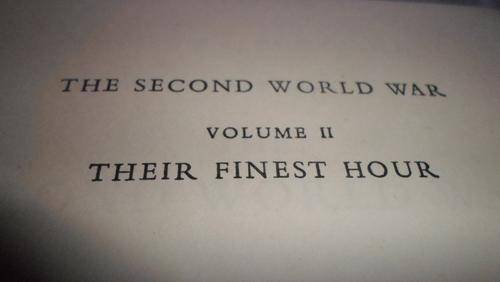 THE SECOND WORLD WAR
VOLUME II
THEIR FINEST HOUR